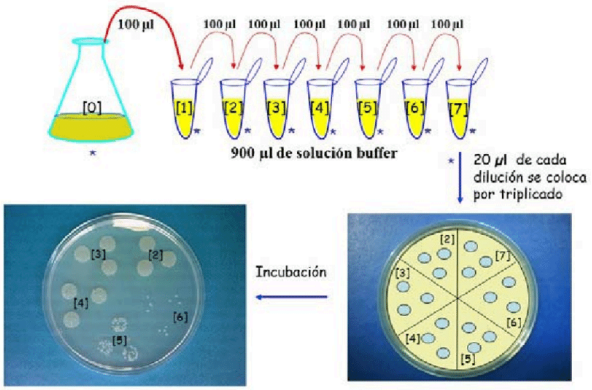 100 µl
100 µl 100 µl 100 µl 100 µl 100 µl 100 µl
[0]
[1] [2] [3] [4] [5] [6] [7]
* * * * * * * *
900 µl de solución buffer
* 20 µl de cada
dilución se coloca
por triplicado
[3] [2]
[4] [6]
[5]
Incubación
[2]
[7]
[3]
[6]
[4]
[5]